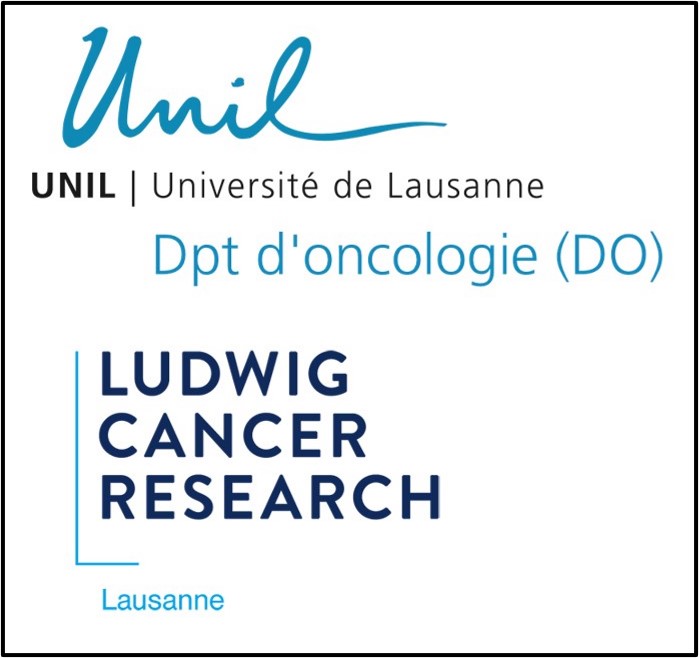 Unil
UNIL | Université de Lausanne
Dpt d'oncologie (DO)
LUDWIG
CANCER
RESEARCH
Lausanne